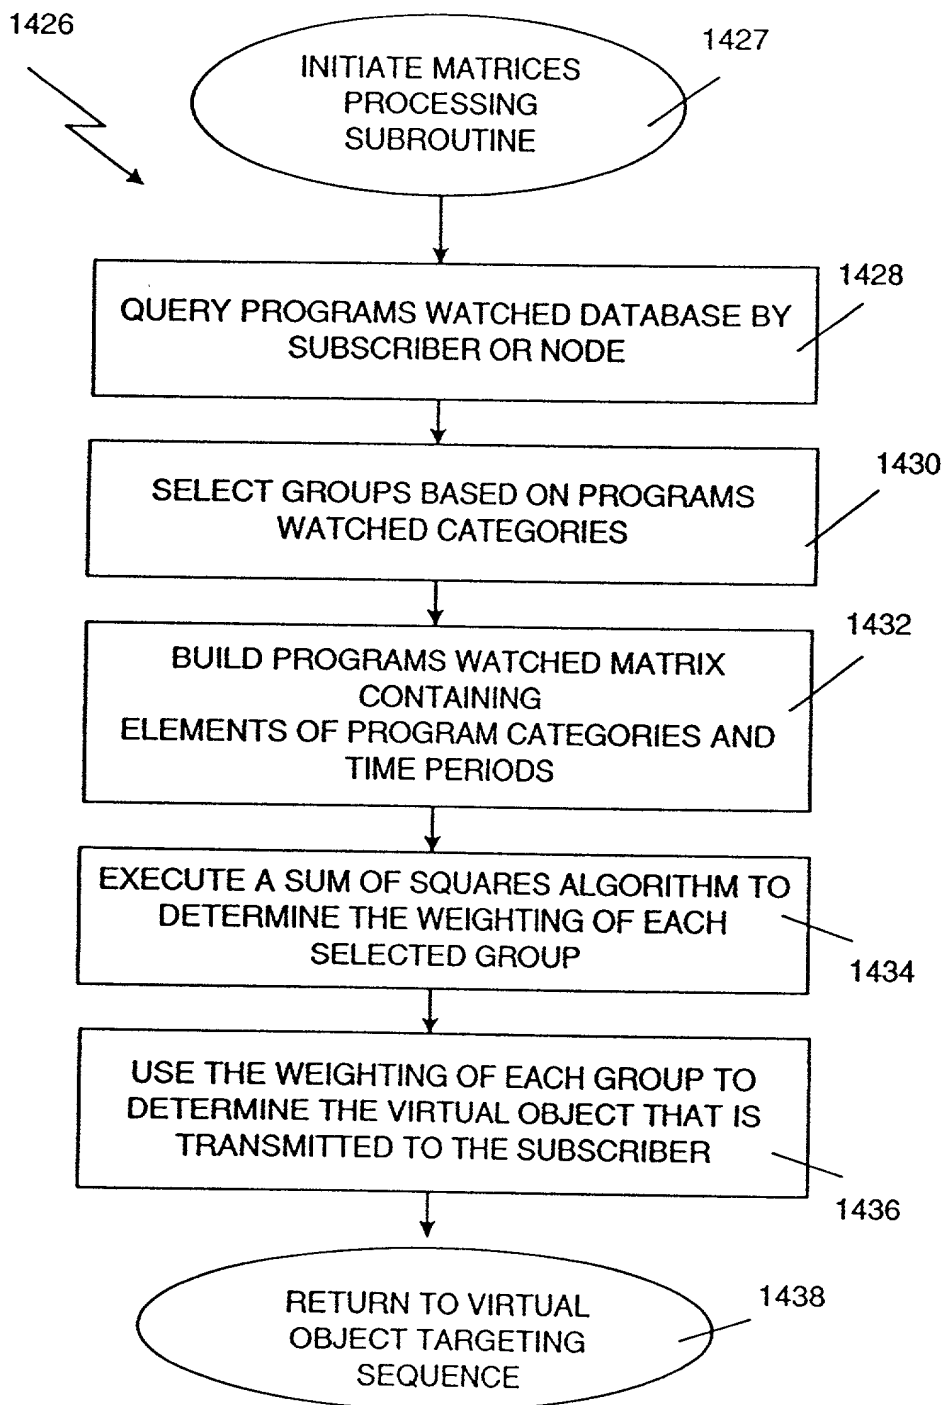 1426
1427
INITIATE MATRICES
PROCESSING
SUBROUTINE
1428
QUERY PROGRAMS WATCHED DATABASE BY
SUBSCRIBER OR NODE
1430
SELECT GROUPS BASED ON PROGRAMS
WATCHED CATEGORIES
1432
BUILD PROGRAMS WATCHED MATRIX
CONTAINING
ELEMENTS OF PROGRAM CATEGORIES AND
TIME PERIODS
EXECUTE A SUM OF SQUARES ALGORITHM TO
DETERMINE THE WEIGHTING OF EACH
SELECTED GROUP
1434
USE THE WEIGHTING OF EACH GROUP TO
DETERMINE THE VIRTUAL OBJECT THAT IS
TRANSMITTED TO THE SUBSCRIBER
1436
1438
RETURN TO VIRTUAL
OBJECT TARGETING
SEQUENCE